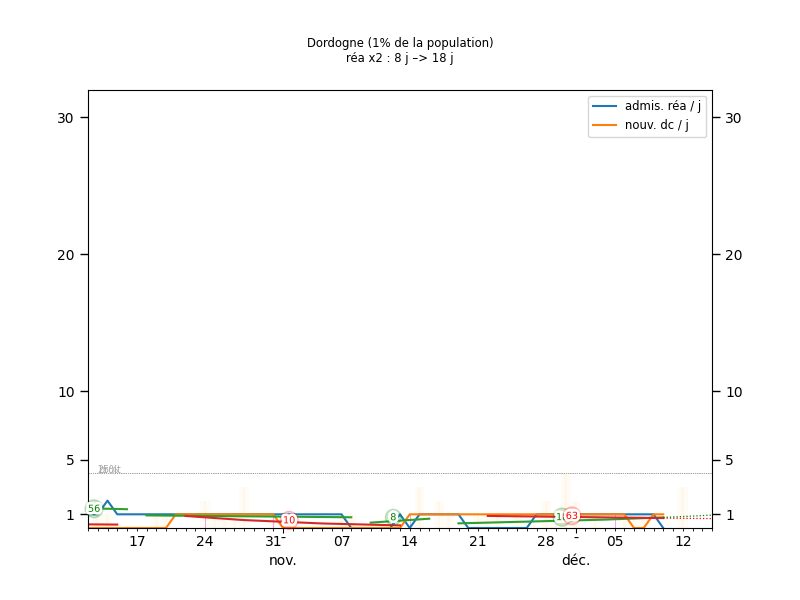 Dordogne (1% de la population)
réa x2 : 8 j –> 18 j
admis. réa / j
nouv. dc / j
30 30
20 20
10 10
5 5
1 1
56
10
8
63
17 24 31- 07 14 21 28 - 05 12
nov. déc.